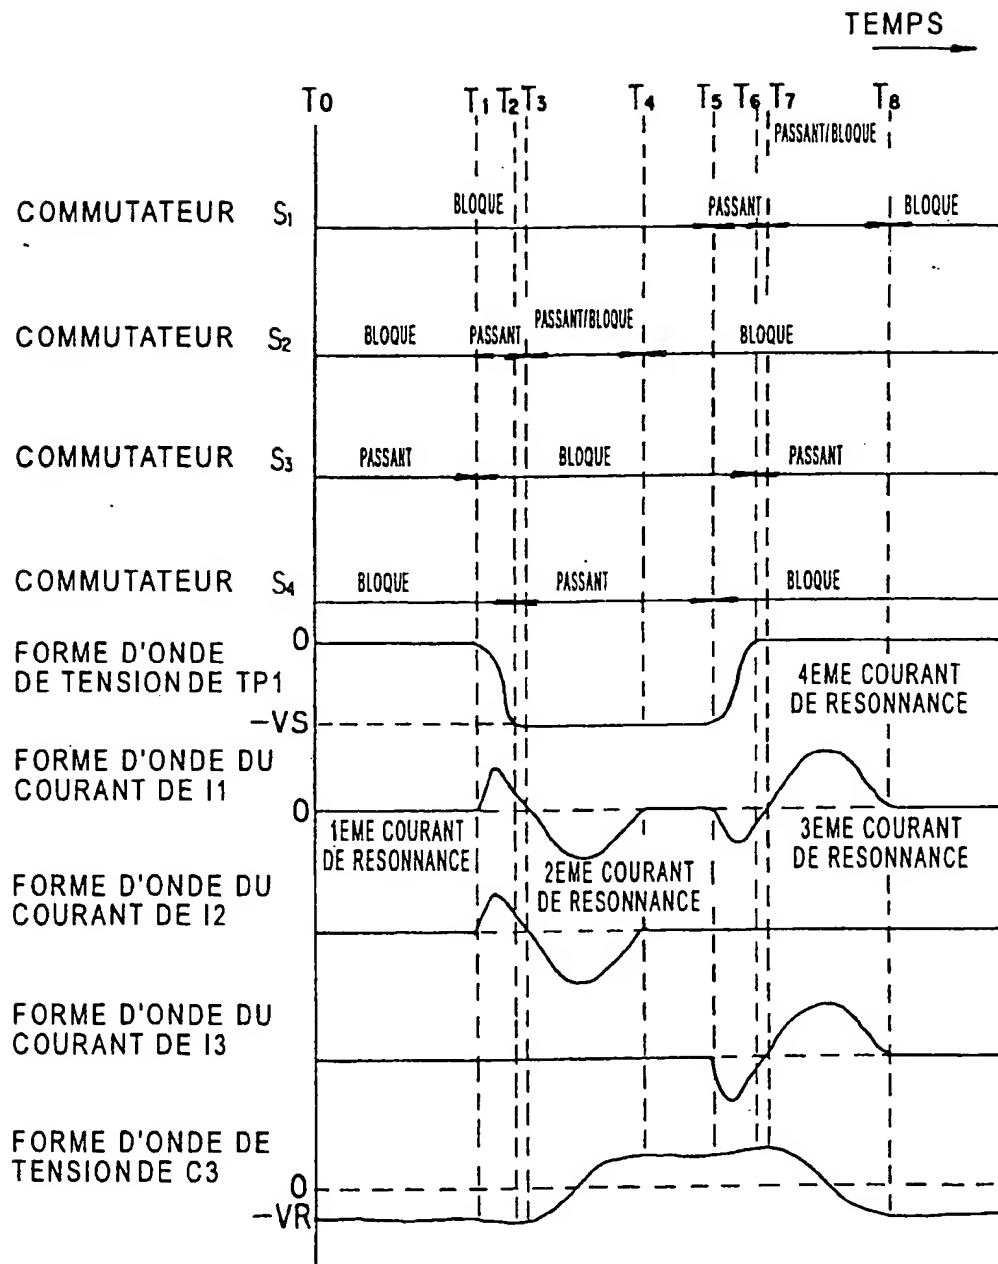 TEMPS
T0 T1 T2 T3 T4 T5 T6 T7 T8
PASSANT/BLOQUE
COMMUTATEUR S1
BLOQUE
PASSANT
BLOQUE
COMMUTATEUR S2
BLOQUE
PASSANT
PASSANT/BLOQUE
BLOQUE
COMMUTATEUR S3
PASSANT
BLOQUE
PASSANT
COMMUTATEUR S4
BLOQUE
PASSANT
BLOQUE
FORME D'ONDE
DE TENSION DE TP1
0
-VS
4EME COURANT
DE RESONNANCE
FORME D'ONDE DU
COURANT DE I1
0
1EME COURANT
DE RESONNANCE
3EME COURANT
DE RESONNANCE
FORME D'ONDE DU
COURANT DE I2
2EME COURANT
DE RESONNANCE
FORME D'ONDE DU
COURANT DE I3
FORME D'ONDE DE
TENSION DE C3
0
-VR